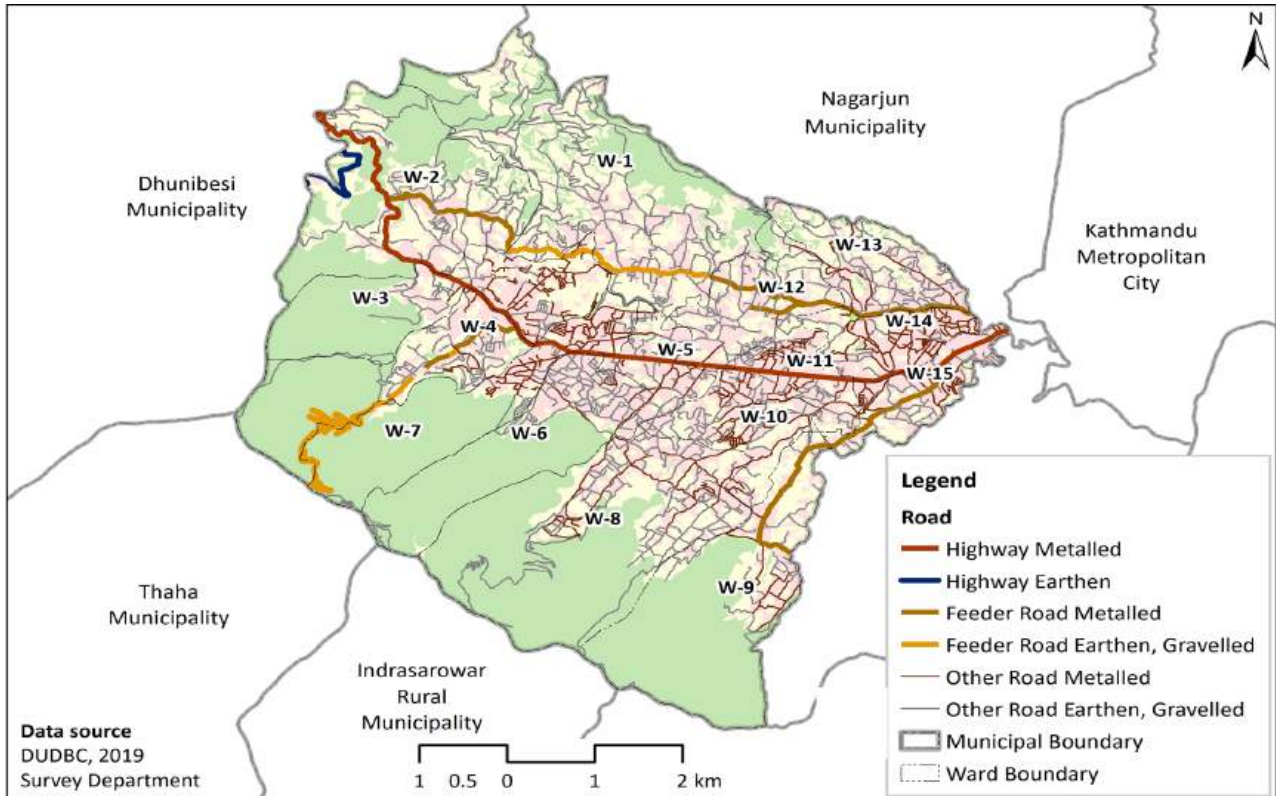 N
Nagarjun
Municipality
W-1
Dhunibesi
Municipality
W-2
Kathmandu
Metropolitan
City
W-13
W-12
W-3
W-14
W-4
W-5
W-11
W-15
W-10
W-7
W-6
W-8
W-9
Thaha
Municipality
Indrasarowar
Rural
Municipality
Legend
Road
Highway Metalled
Highway Earthen
Feeder Road Metalled
Feeder Road Earthen, Gravelled
Other Road Metalled
Other Road Earthen, Gravelled
Municipal Boundary
Ward Boundary
Data source
DUDBC, 2019
Survey Department
1 0.5 0 1 2 km